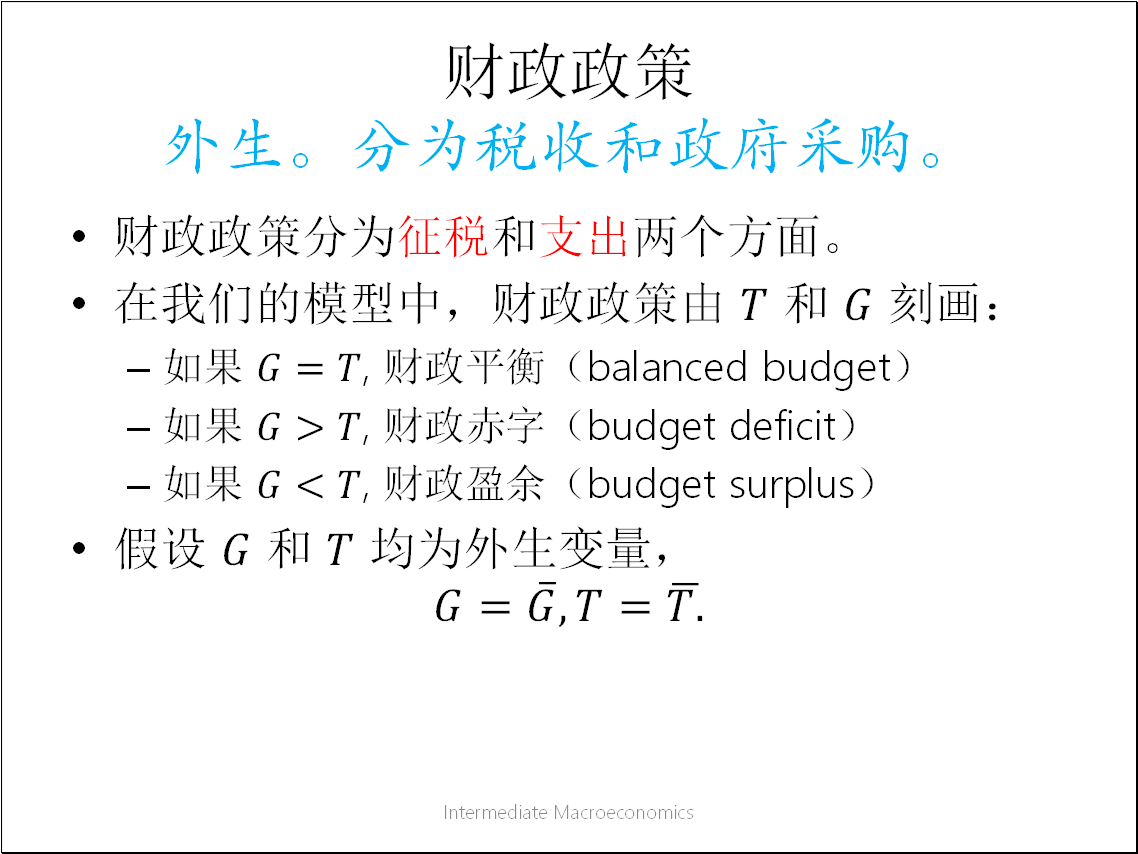 财政政策
外生。分为税收和政府采购。
• 财政政策分为征税和支出两个方面。
• 在我们的模型中，财政政策由 T 和 G 刻画：
– 如果 G = T, 财政平衡（balanced budget）
– 如果 G > T, 财政赤字（budget deficit）
– 如果 G < T, 财政盈余（budget surplus）
• 假设 G 和 T 均为外生变量，
G = Ḡ, T = T̅.
Intermediate Macroeconomics